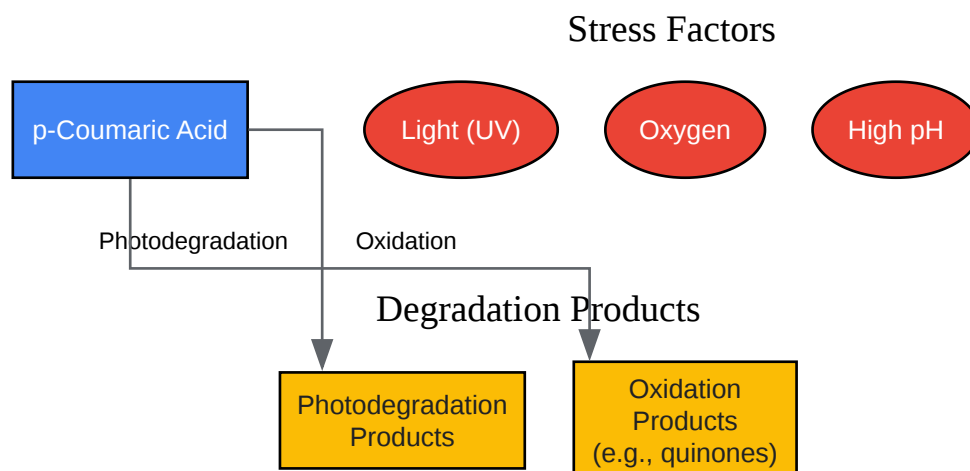 Stress Factors
p-Coumaric Acid
Light (UV)
Oxygen
High pH
Photodegradation
Oxidation
Degradation Products
Photodegradation
Products
Oxidation
Products
(e.g., quinones)